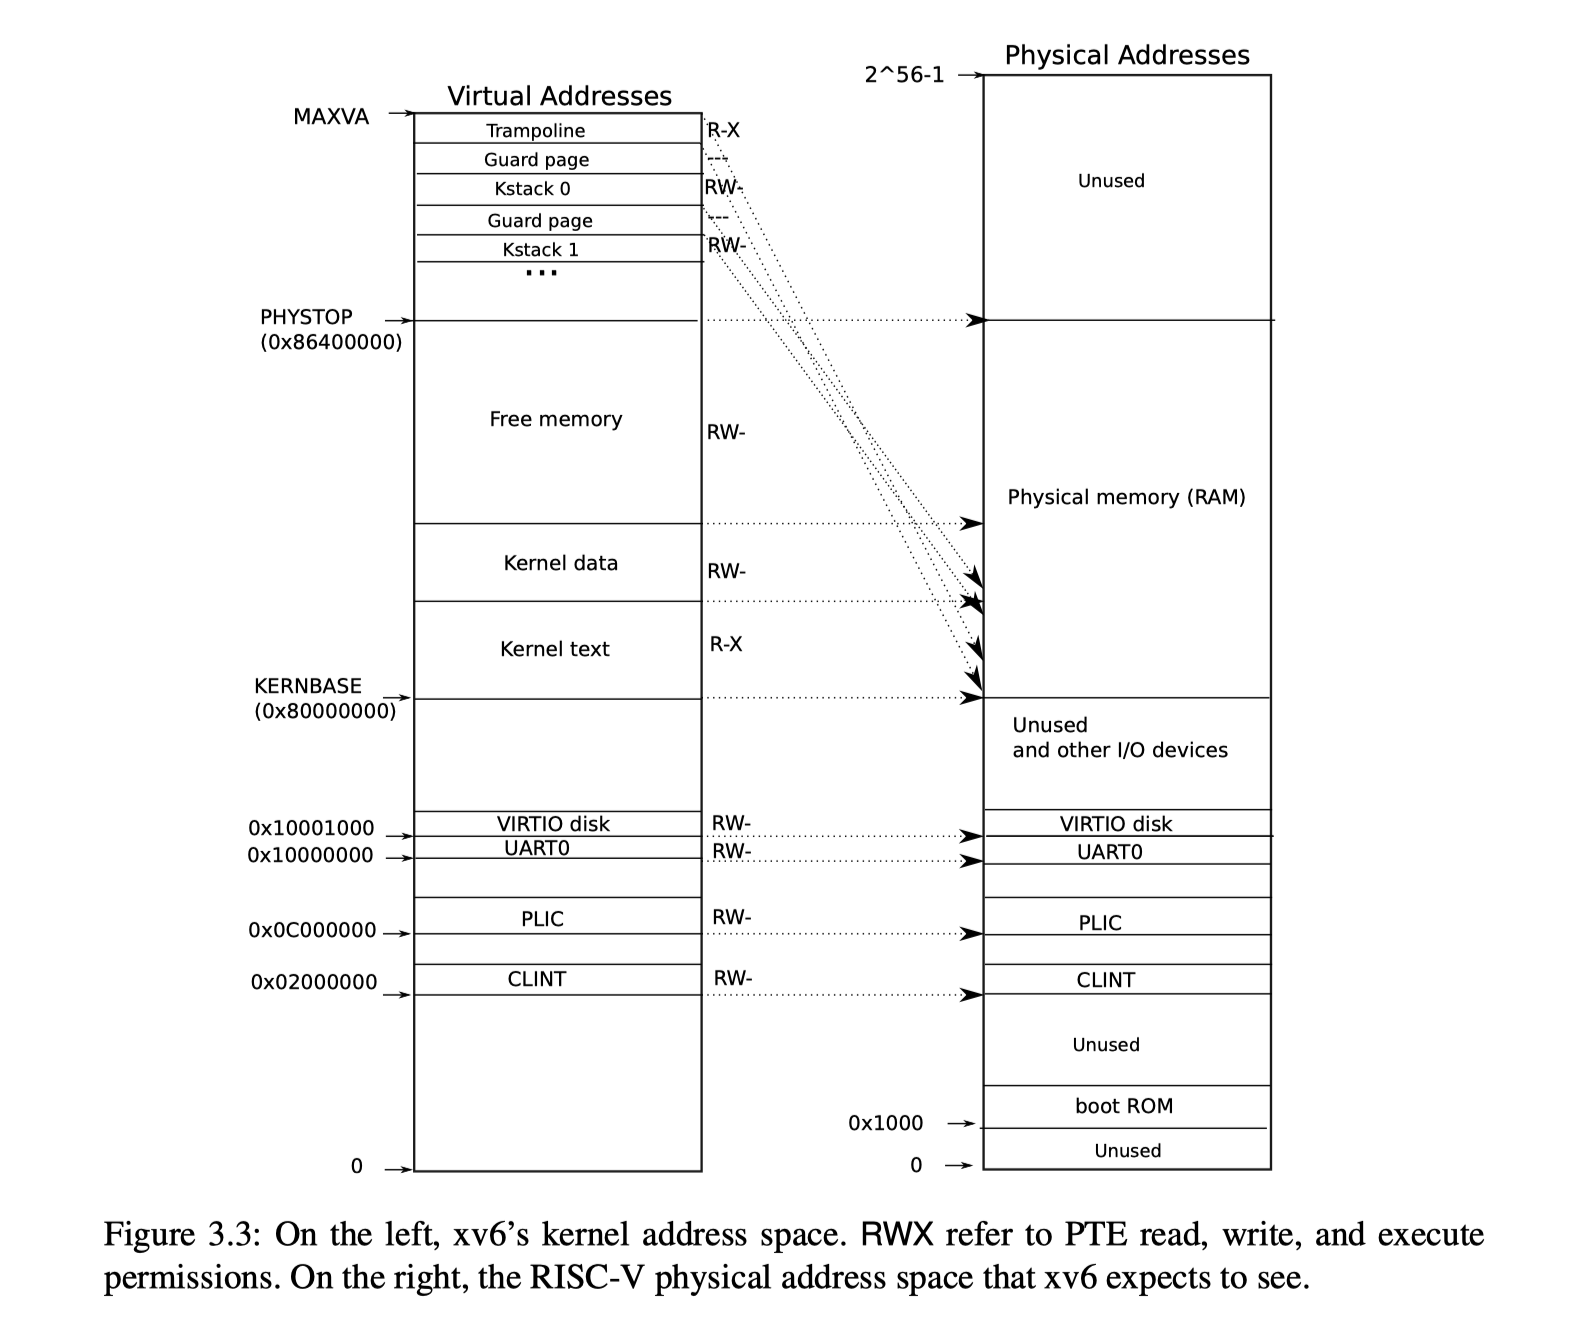 Physical Addresses
2^56-1
Virtual Addresses
MAXVA
Trampoline
R-X
Guard page
---
Kstack 0
RW-
Guard page
---
Kstack 1
RW-
...
Unused
PHYSTOP
(0x86400000)
Free memory
RW-
Physical memory (RAM)
Kernel data
RW-
Kernel text
R-X
KERNBASE
(0x80000000)
Unused
and other I/O devices
0x10001000
VIRTIO disk
RW-
VIRTIO disk
0x10000000
UART0
RW-
UART0
0x0C000000
PLIC
RW-
PLIC
0x02000000
CLINT
RW-
CLINT
Unused
boot ROM
0x1000
Unused
0
0
Figure 3.3: On the left, xv6’s kernel address space. RWX refer to PTE read, write, and execute
permissions. On the right, the RISC-V physical address space that xv6 expects to see.